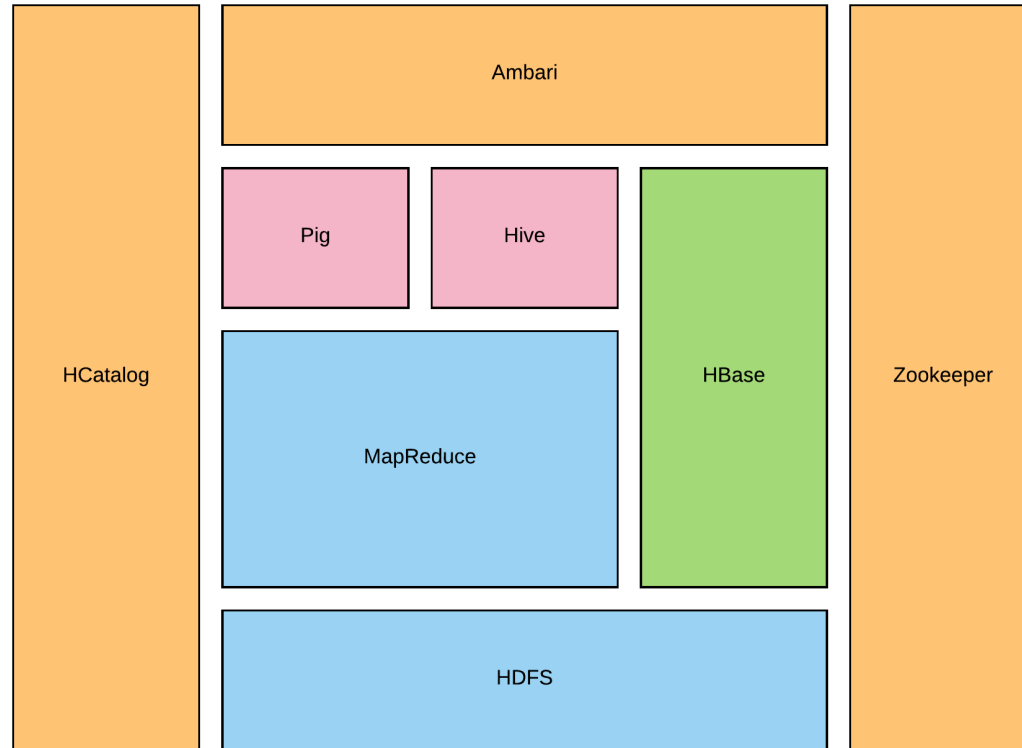 Ambari
Pig
Hive
HCatalog
HBase
Zookeeper
MapReduce
HDFS